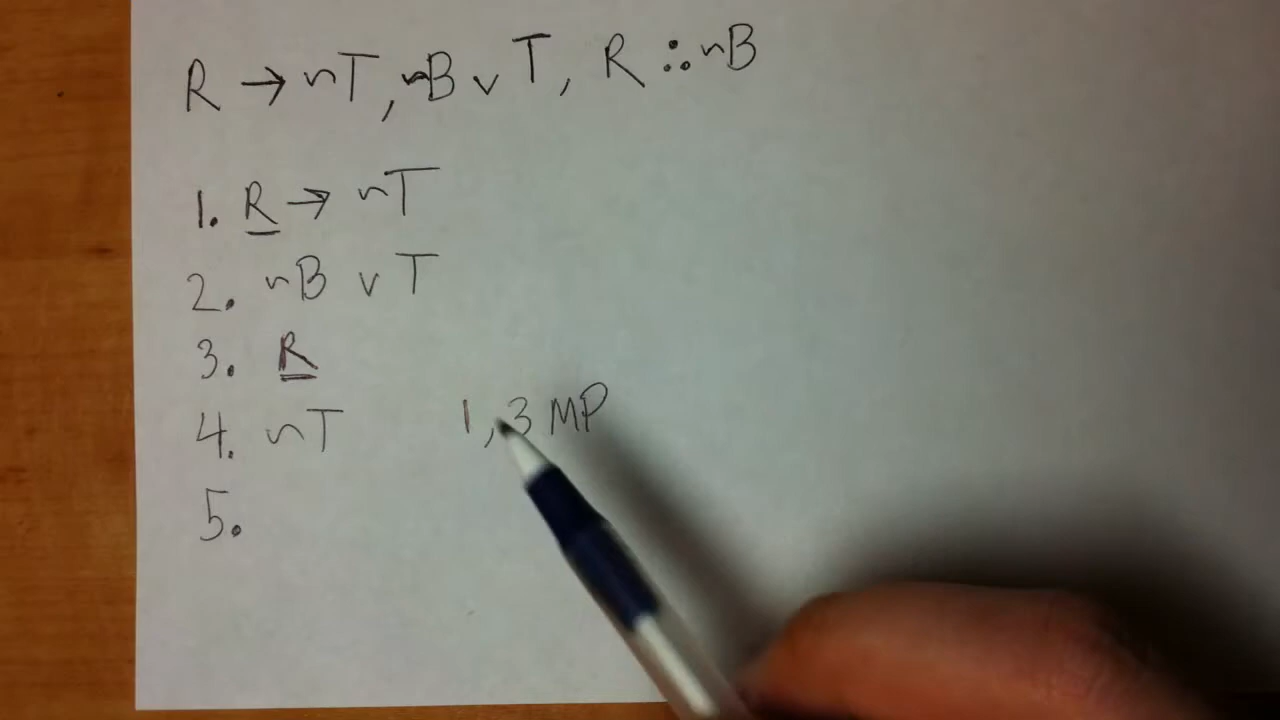 R → ~T, ~B v T, R ∴ ~B
1. R → ~T
2. ~B v T
3. R
4. ~T 1,3 MP
5.